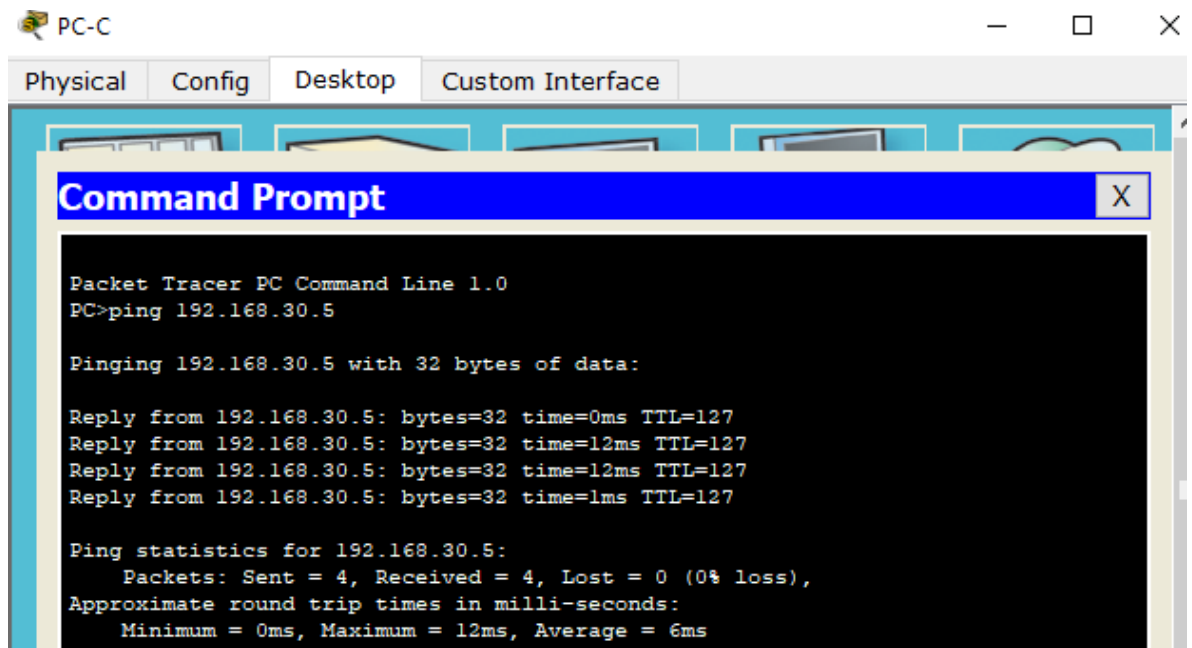 PC-C
Physical Config Desktop Custom Interface
Command Prompt X
Packet Tracer PC Command Line 1.0
PC>ping 192.168.30.5
Pinging 192.168.30.5 with 32 bytes of data:
Reply from 192.168.30.5: bytes=32 time=0ms TTL=127
Reply from 192.168.30.5: bytes=32 time=12ms TTL=127
Reply from 192.168.30.5: bytes=32 time=12ms TTL=127
Reply from 192.168.30.5: bytes=32 time=1ms TTL=127
Ping statistics for 192.168.30.5:
Packets: Sent = 4, Received = 4, Lost = 0 (0% loss),
Approximate round trip times in milli-seconds:
Minimum = 0ms, Maximum = 12ms, Average = 6ms